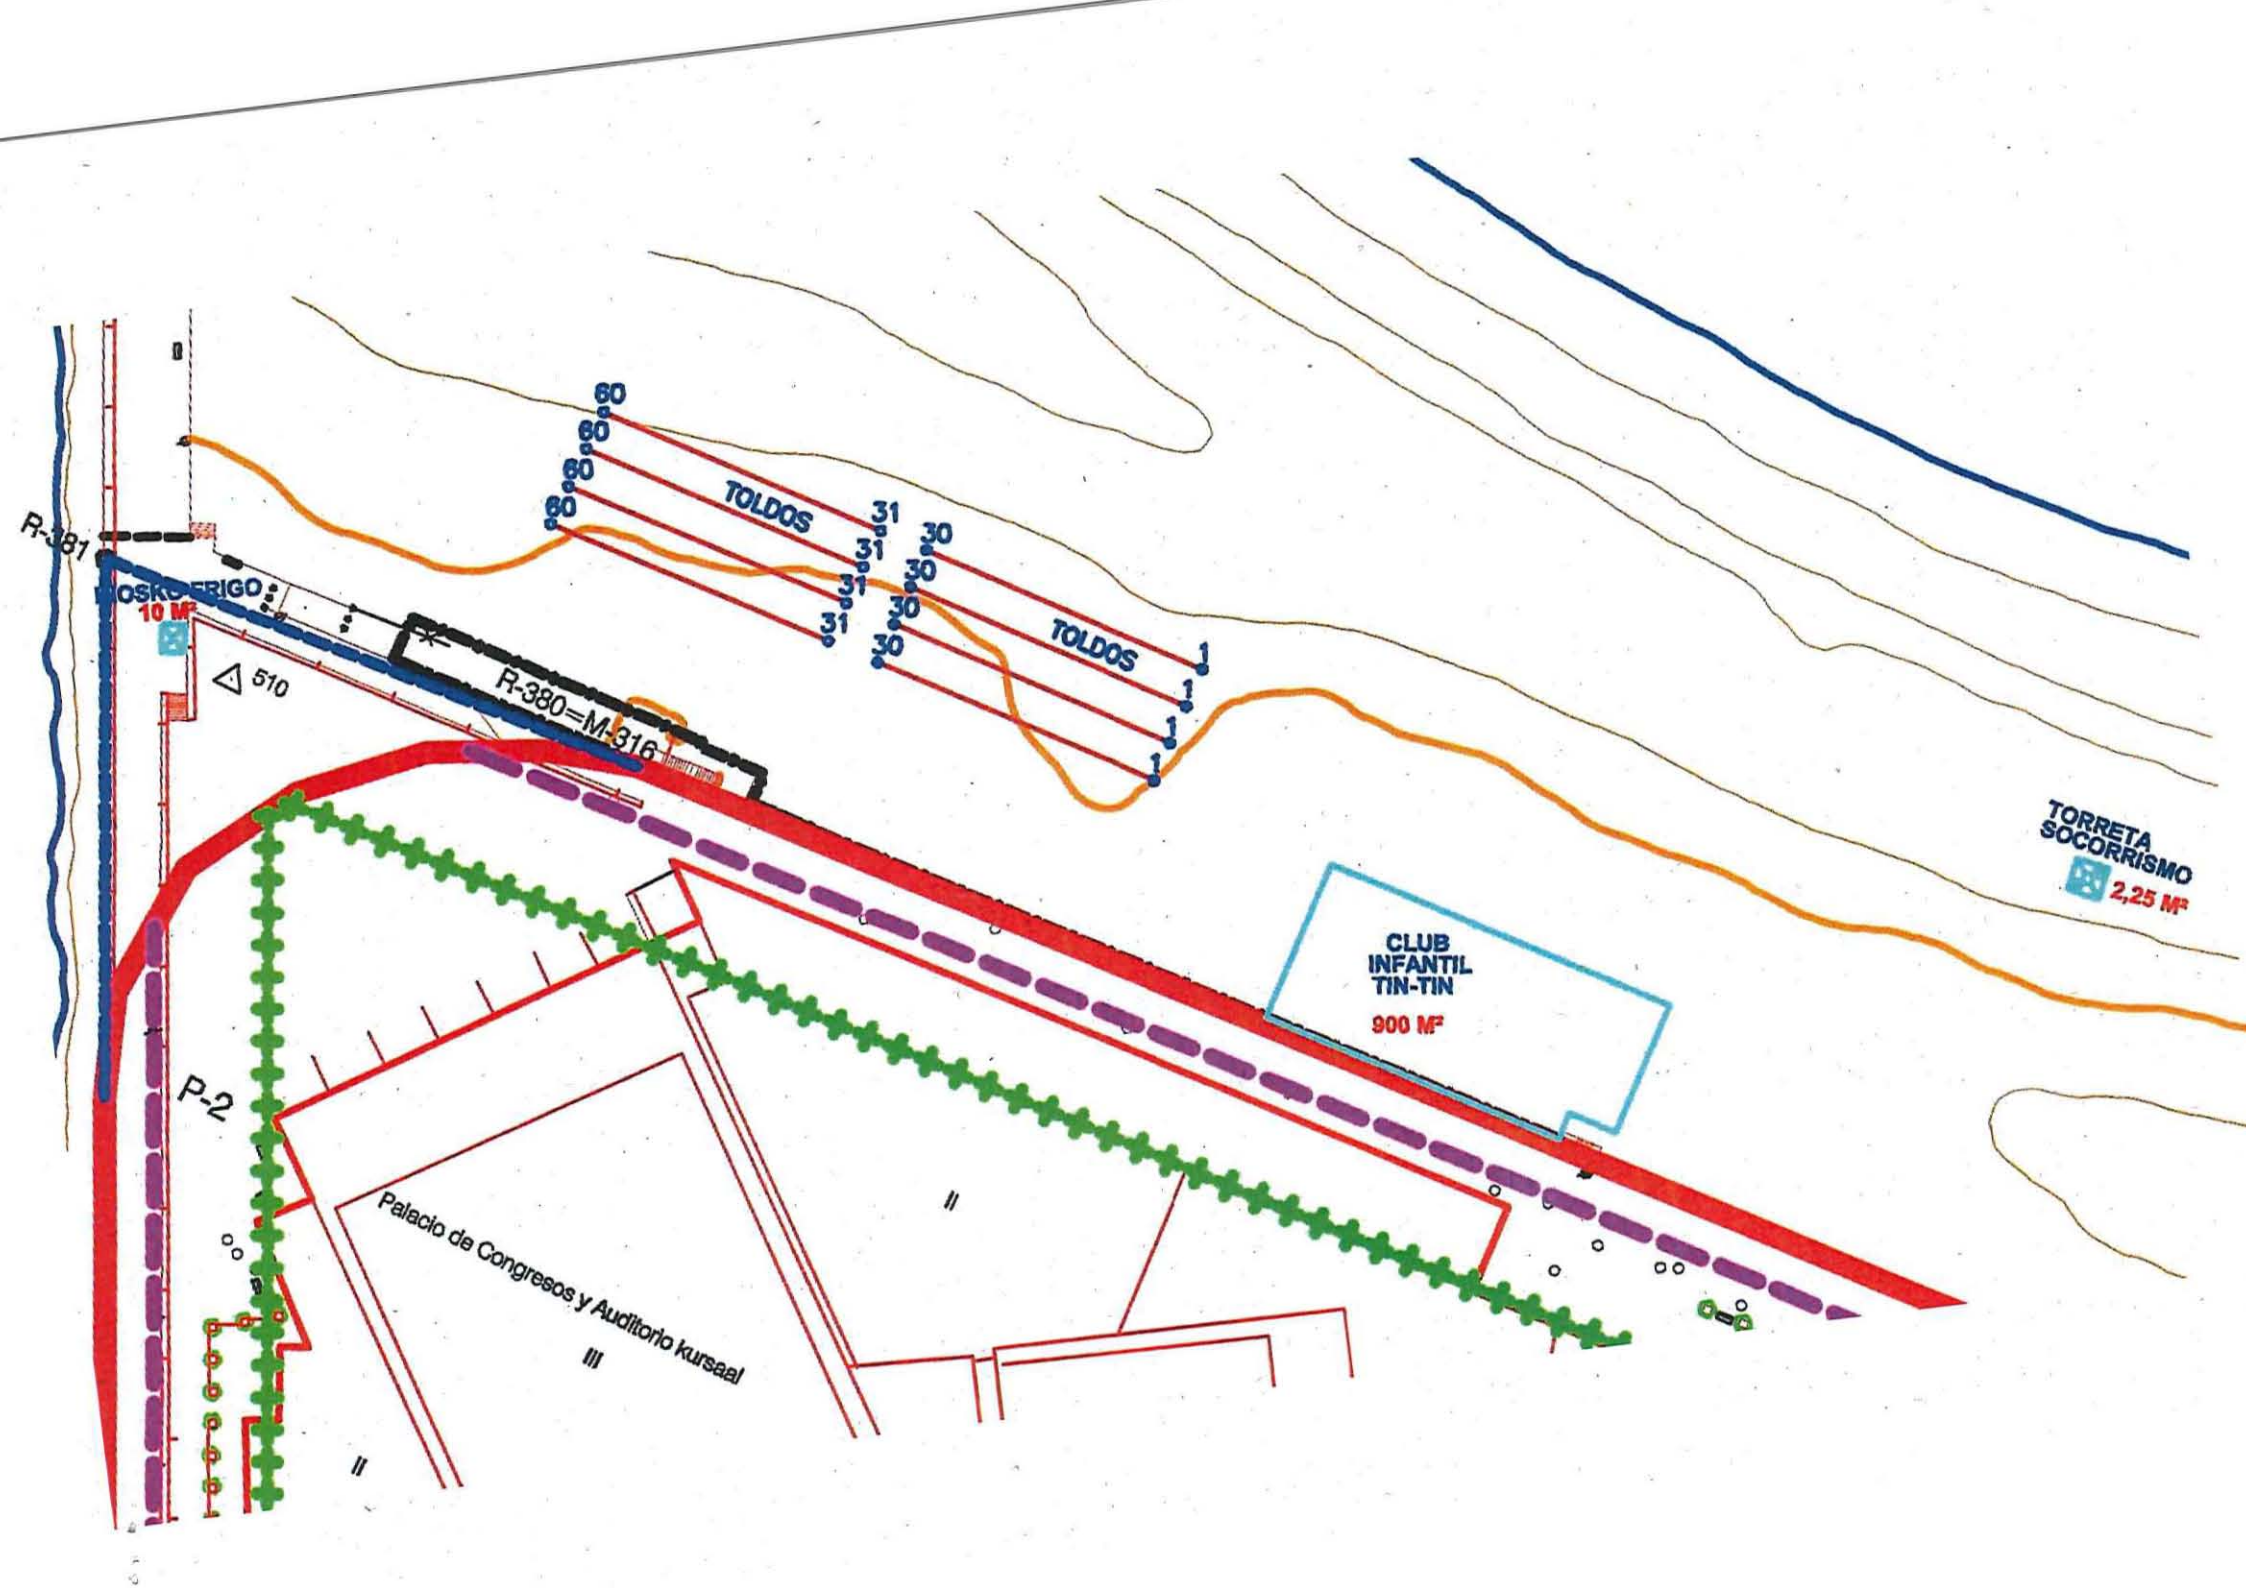 60
60
60
60
TOLDOS
31
31
31
31
30
30
30
30
TOLDOS
1
1
1
1
R-381
KIOSKO FRIGO
10 M²
510
R-380=M-316
TORRETA
SOCORRISMO
2,25 M²
CLUB
INFANTIL
TIN-TIN
900 M²
P-2
II
Palacio de Congresos y Auditorio kursaal
III
II